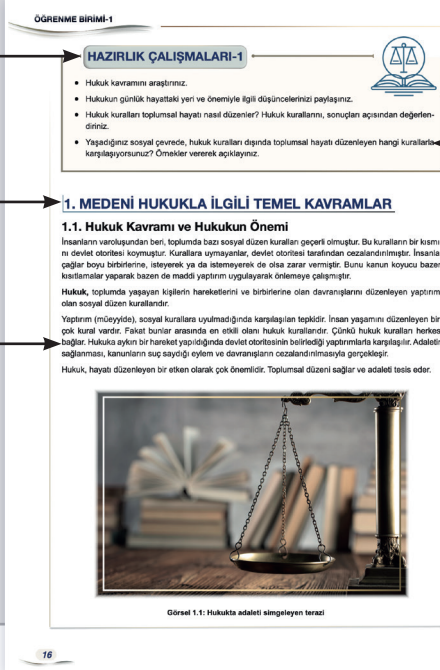 ÖĞRENME BİRİMİ-1
HAZIRLIK ÇALIŞMALARI-1
• Hukuk kavramını araştırınız.
• Hukukun günlük hayattaki yeri ve önemiyle ilgili düşüncelerinizi paylaşınız.
• Hukuk kuralları toplumsal hayatı nasıl düzenler? Hukuk kurallarını, sonuçları açısından değerlen-
diriniz.
• Yaşadığınız sosyal çevrede, hukuk kuralları dışında toplumsal hayatı düzenleyen hangi kurallarla
karşılaşıyorsunuz? Örnekler vererek açıklayınız.
1. MEDENİ HUKUKLA İLGİLİ TEMEL KAVRAMLAR
1.1. Hukuk Kavramı ve Hukukun Önemi
İnsanların varoluşundan beri, toplumda bazı sosyal düzen kuralları geçerli olmuştur. Bu kuralların bir kısmı
nı devlet otoritesi koymuştur. Kurallara uymayanlar, devlet otoritesi tarafından cezalandırılmıştır. İnsanla
çağlar boyu birbirlerine, isteyerek ya da istemeyerek de olsa zarar vermiştir. Bunu kanun koyucu bazen
kısıtlamalar yaparak bazen de maddi yaptırım uygulayarak önlemeye çalışmıştır.
Hukuk, toplumda yaşayan kişilerin hareketlerini ve birbirlerine olan davranışlarını düzenleyen yaptırım
olan sosyal düzen kurallarıdır.
Yaptırım (müeyyide), sosyal kurallara uyulmadığında karşılaşılan tepkidir. İnsan yaşamını düzenleyen bir
çok kural vardır. Fakat bunlar arasında en etkili olanı hukuk kurallarıdır. Çünkü hukuk kuralları herkes
bağlar. Hukuka aykırı bir hareket yapıldığında devlet otoritesinin belirlediği yaptırımlarla karşılaşılır. Adaletin
sağlanması, kanunların suç saydığı eylem ve davranışların cezalandırılmasıyla gerçekleşir.
Hukuk, hayatı düzenleyen bir etken olarak çok önemlidir. Toplumsal düzeni sağlar ve adaleti tesis eder.
Görsel 1.1: Hukukta adaleti simgeleyen terazi
16